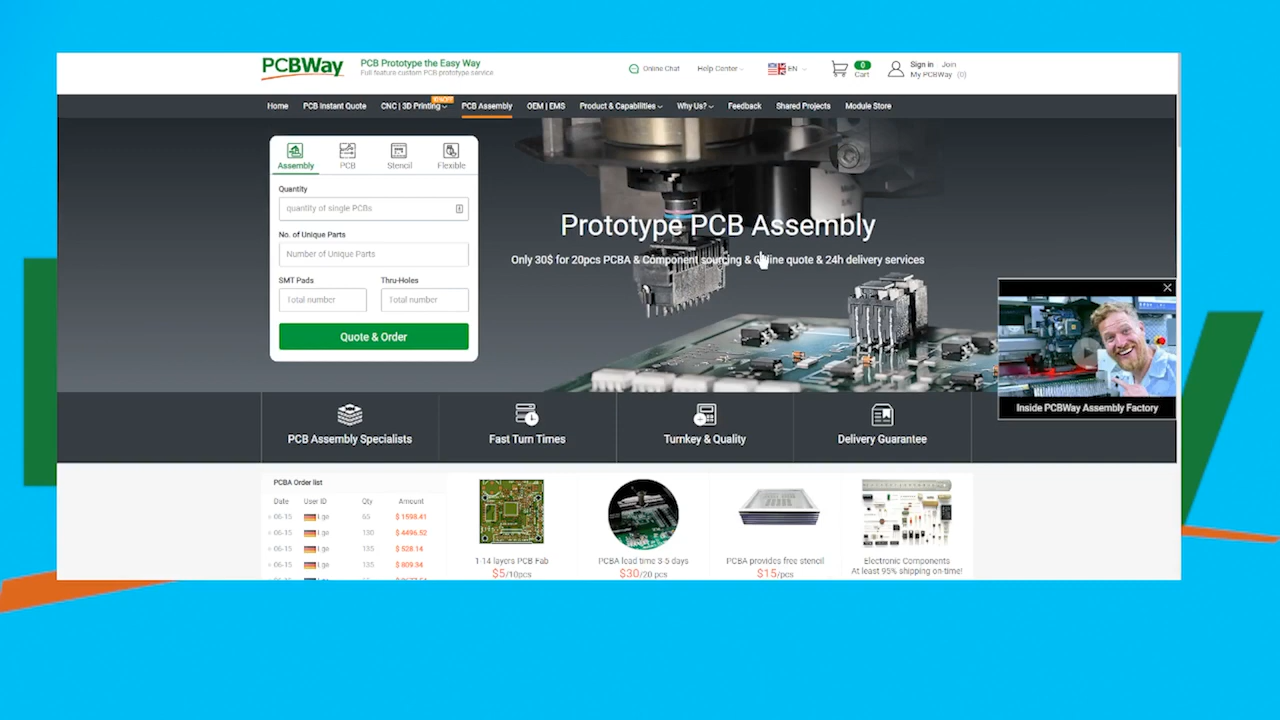 PCBWay
PCB Prototype the Easy Way
Full feature custom PCB prototype service
Online Chat
Help Center
EN
0
Cart
Sign in Join
My PCBWay (0)
Home
PCB Instant Quote
CNC | 3D Printing
PCB Assembly
OEM | EMS
Product & Capabilities
Why Us?
Feedback
Shared Projects
Module Store
Assembly
PCB
Stencil
Flexible
Quantity
quantity of single PCBs
No. of Unique Parts
Number of Unique Parts
SMT Pads
Thru-Holes
Total number
Total number
Quote & Order
Prototype PCB Assembly
Only 30$ for 20pcs PCBA & Component sourcing & Online quote & 24h delivery services
Inside PCBWay Assembly Factory
PCB Assembly Specialists
Fast Turn Times
Turnkey & Quality
Delivery Guarantee
PCBA Order list
Date User ID Qty Amount
06-15 I ge 65 $ 1598.41
06-15 I ge 130 $ 4496.52
06-15 I ge 135 $ 528.14
06-15 I ge 135 $ 809.34
1-14 layers PCB Fab
$5/10pcs
PCBA lead time 3-5 days
$30/20 pcs
PCBA provides free stencil
$15/pcs
Electronic Components
At least 95% shipping on time!